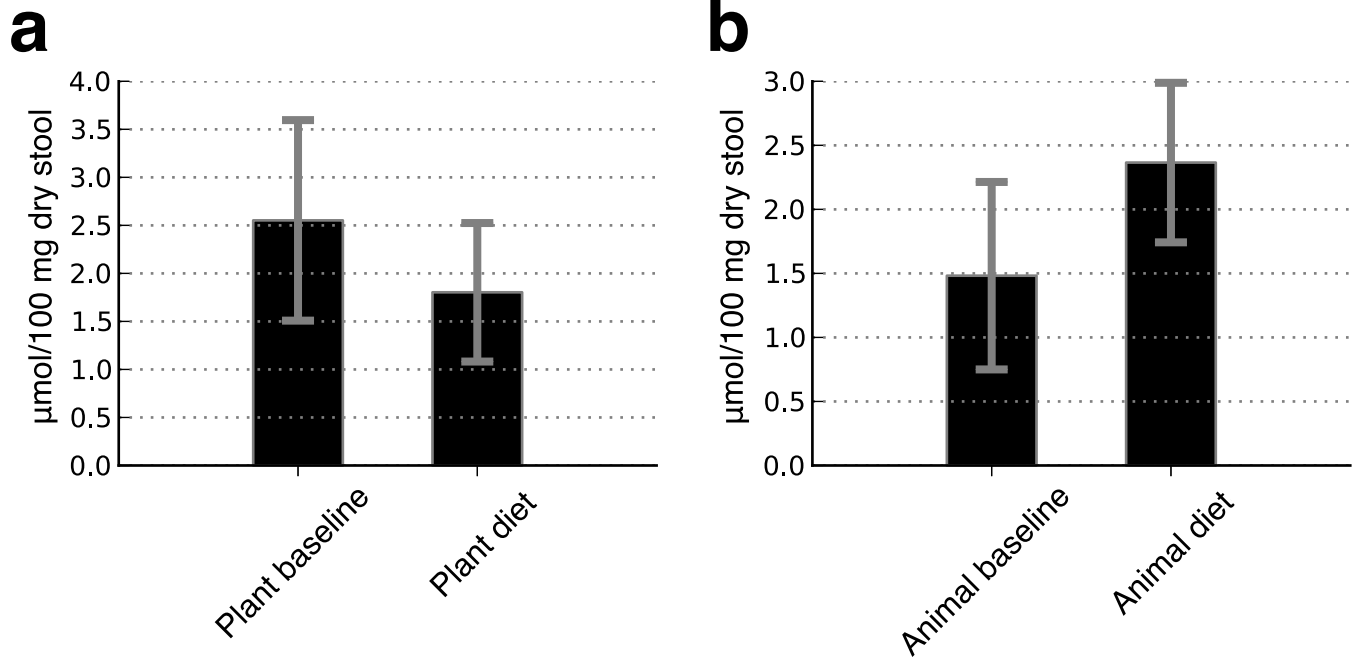 a
µmol/100 mg dry stool
4.0
3.5
3.0
2.5
2.0
1.5
1.0
0.5
0.0
Plant baseline
Plant diet
b
µmol/100 mg dry stool
3.0
2.5
2.0
1.5
1.0
0.5
0.0
Animal baseline
Animal diet